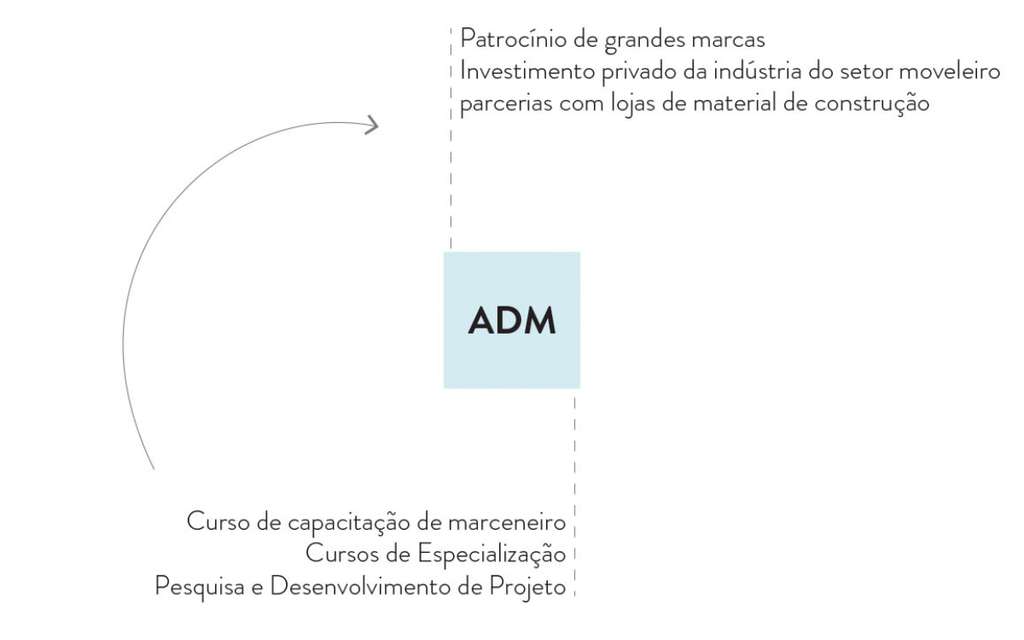 Patrocínio de grandes marcas
Investimento privado da indústria do setor moveleiro
parcerias com lojas de material de construção
ADM
Curso de capacitação de marceneiro
Cursos de Especialização
Pesquisa e Desenvolvimento de Projeto